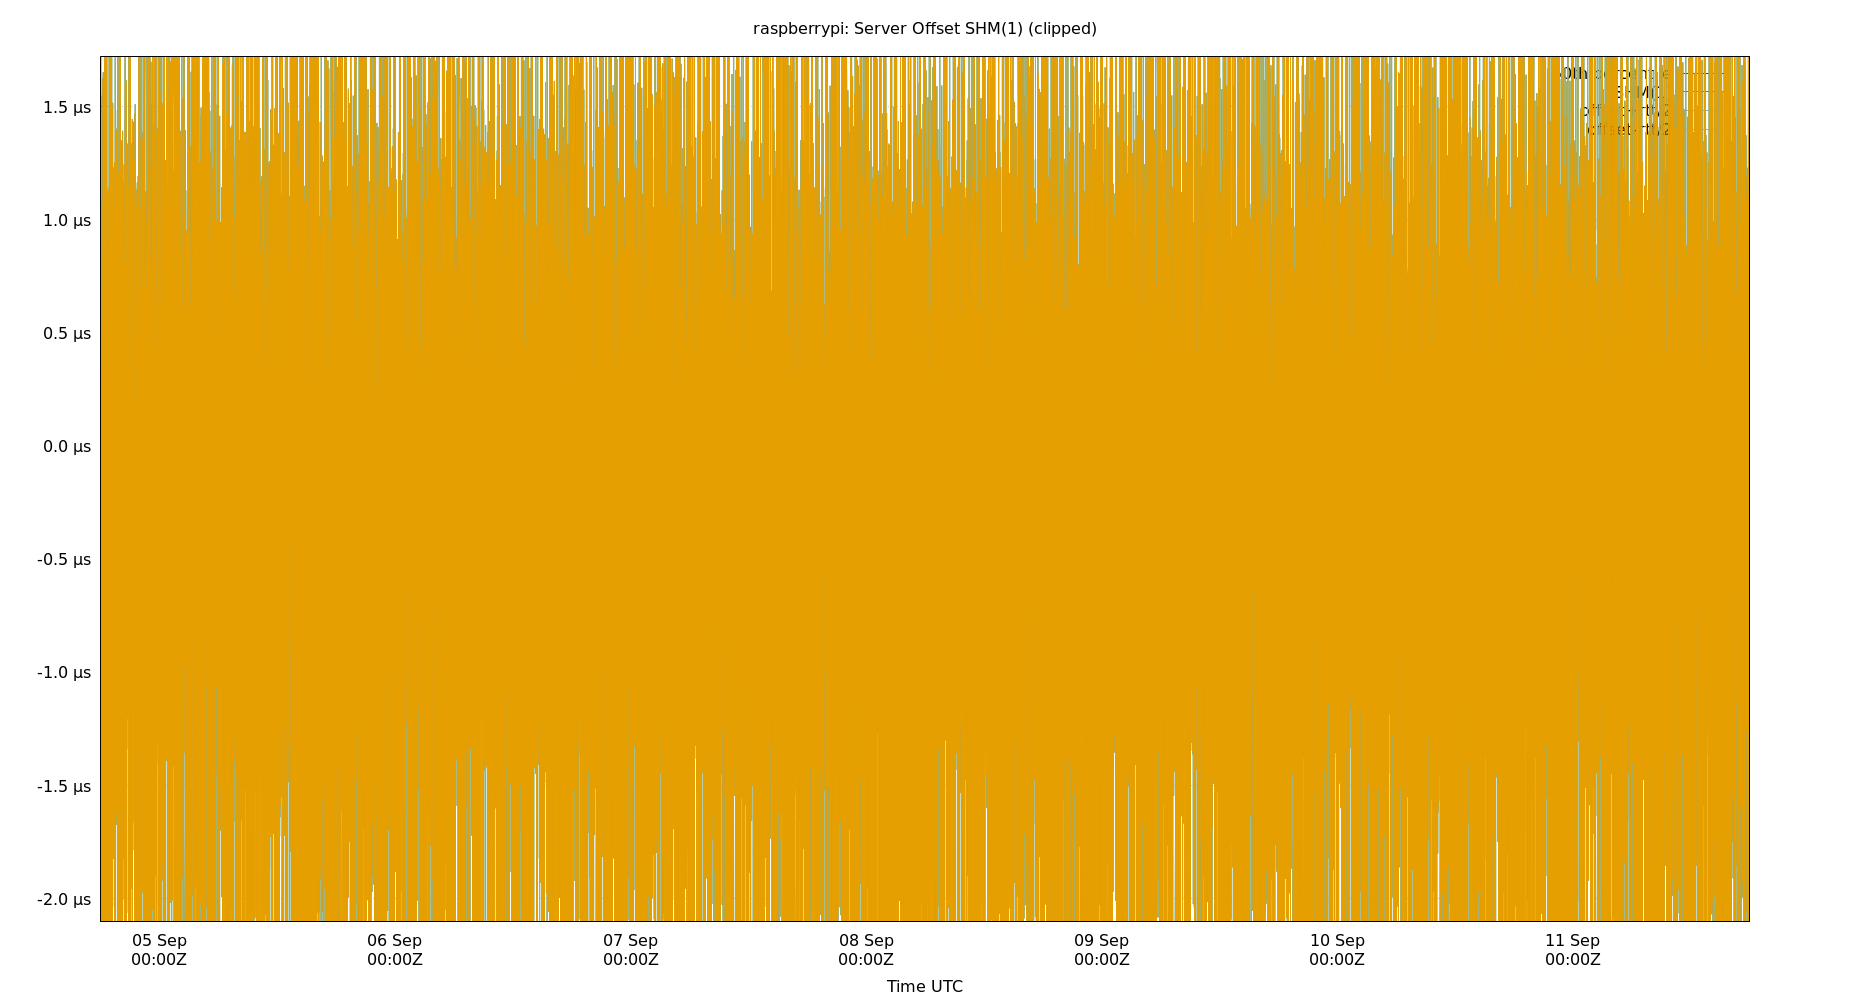 raspberrypi: Server Offset SHM(1) (clipped)
1.5 µs
1.0 µs
0.5 µs
0.0 µs
-0.5 µs
-1.0 µs
-1.5 µs
-2.0 µs
05 Sep 06 Sep 07 Sep 08 Sep 09 Sep 10 Sep 11 Sep
00:00Z 00:00Z 00:00Z 00:00Z 00:00Z 00:00Z 00:00Z
Time UTC